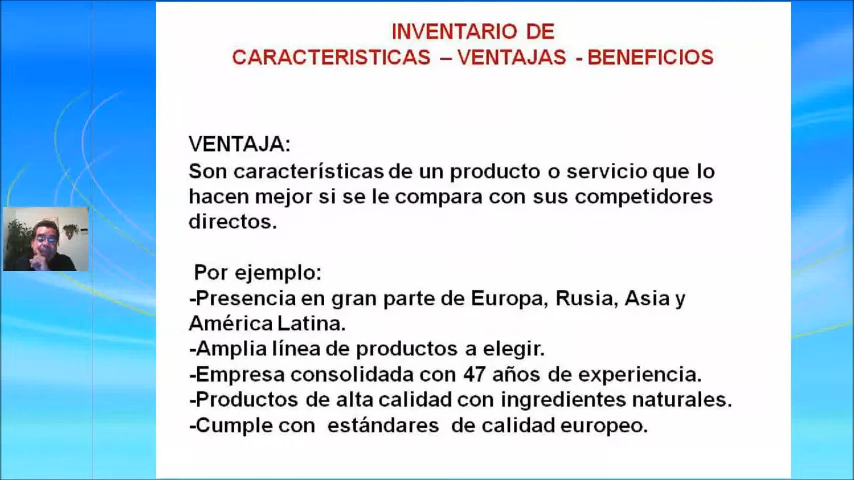 INVENTARIO DE
CARACTERISTICAS – VENTAJAS - BENEFICIOS
VENTAJA:
Son características de un producto o servicio que lo
hacen mejor si se le compara con sus competidores
directos.
Por ejemplo:
-Presencia en gran parte de Europa, Rusia, Asia y
América Latina.
-Amplia línea de productos a elegir.
-Empresa consolidada con 47 años de experiencia.
-Productos de alta calidad con ingredientes naturales.
-Cumple con estándares de calidad europeo.